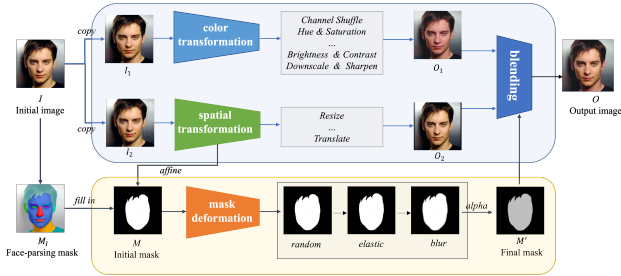 copy
color
transformation
Channel Shuffle
Hue & Saturation
...
Brightness & Contrast
Downscale & Sharpen
I
Initial image
I₁
O₁
blending
O
Output image
copy
spatial
transformation
Resize
...
Translate
I₂
O₂
affine
fill in
mask
deformation
alpha
M_I
Face-parsing mask
M
Initial mask
random
elastic
blur
M′
Final mask